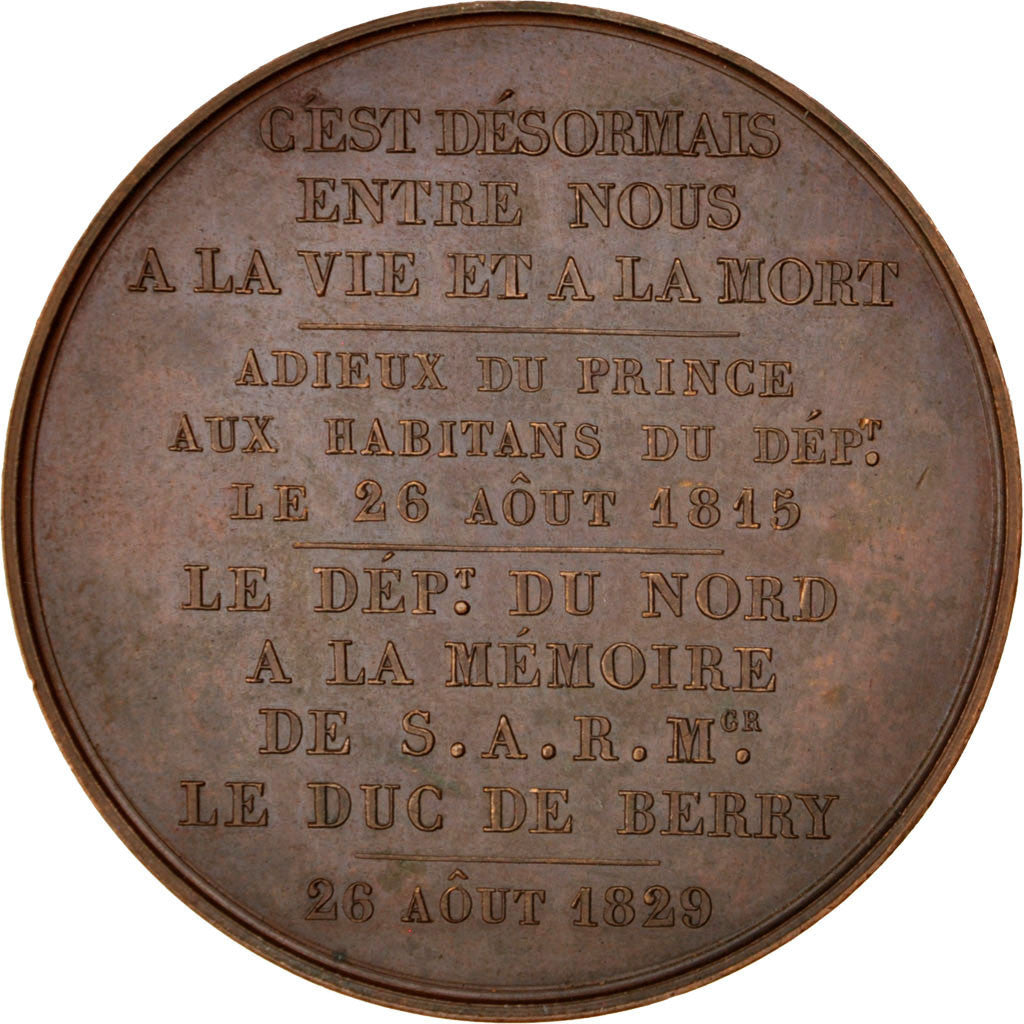 C'EST DÉSORMAIS
ENTRE NOUS
A LA VIE ET A LA MORT
ADIEUX DU PRINCE
AUX HABITANS DU DÉPT.
LE 26 AÔUT 1815
LE DÉPT. DU NORD
A LA MÉMOIRE
DE S.A.R. MGR.
LE DUC DE BERRY
26 AÔUT 1829